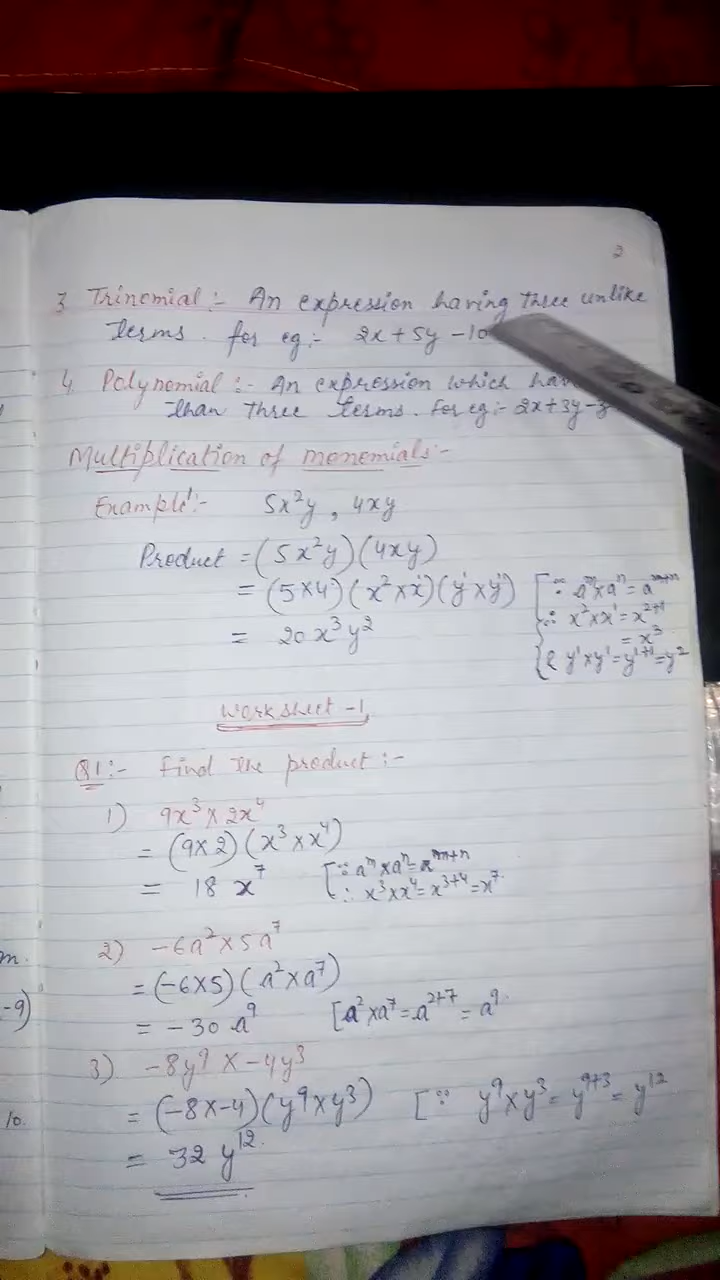 2
3 Trinomial :- An expression having three unlike
terms. for eg:- 2x + 5y - 10
4. Polynomial :- An expression which hav
than three terms. For eg:- 2x+3y-z
Multiplication of monomials :-
Example 1 :- 5x²y , 4xy
Product = (5x²y)(4xy)
= (5×4)(x²×x¹)(y¹×y¹) [∵ aᵐ×aⁿ = aᵐ⁺ⁿ
∴ x²×x¹ = x²⁺¹
= x³
= 20x³y²
{& y¹×y¹=y¹⁺¹=y²
Worksheet -1
Q1:- Find the product :-
1) 9x³ × 2x⁴
= (9×2)(x³×x⁴)
= 18 x⁷ [∵ aᵐ×aⁿ=aᵐ⁺ⁿ
∴ x³×x⁴=x³⁺⁴=x⁷.
m.
2) -6a² × 5a⁷
= (-6×5)(a²×a⁷)
-9)
= -30 a⁹ [a²×a⁷=a²⁺⁷ = a⁹.
3) -8y⁹ × -4y³
= (-8×-4)(y⁹×y³) [∵ y⁹×y³ = y⁹⁺³ = y¹²
10.
= 32 y¹².